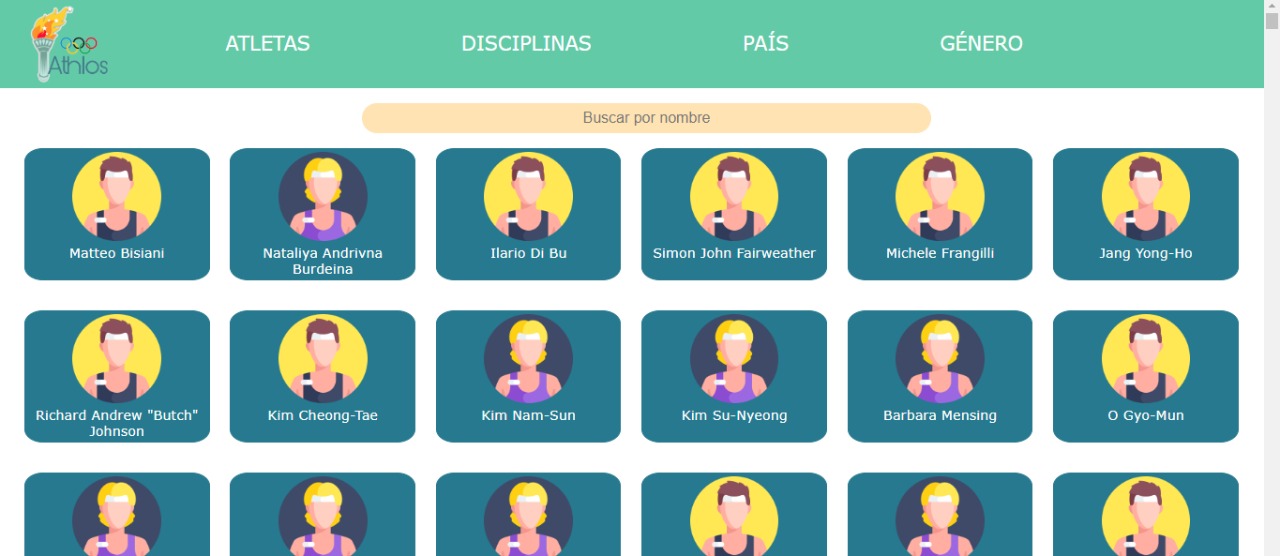 Athlos
ATLETAS
DISCIPLINAS
PAÍS
GÉNERO
Buscar por nombre
Matteo Bisiani
Nataliya Andrivna
Burdeina
Ilario Di Bu
Simon John Fairweather
Michele Frangilli
Jang Yong-Ho
Richard Andrew "Butch"
Johnson
Kim Cheong-Tae
Kim Nam-Sun
Kim Su-Nyeong
Barbara Mensing
O Gyo-Mun